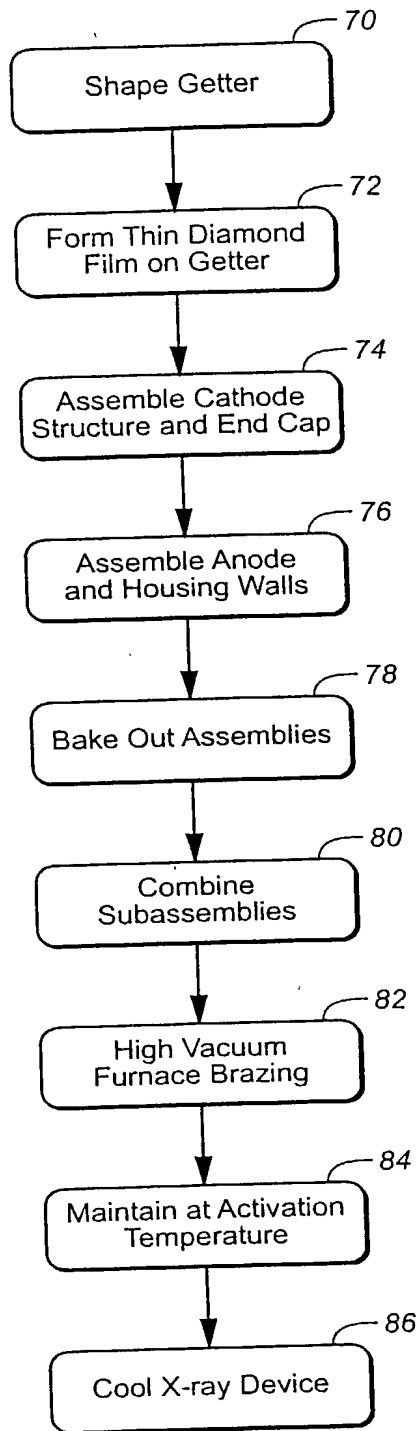 70
Shape Getter
72
Form Thin Diamond
Film on Getter
74
Assemble Cathode
Structure and End Cap
76
Assemble Anode
and Housing Walls
78
Bake Out Assemblies
80
Combine
Subassemblies
82
High Vacuum
Furnace Brazing
84
Maintain at Activation
Temperature
86
Cool X-ray Device